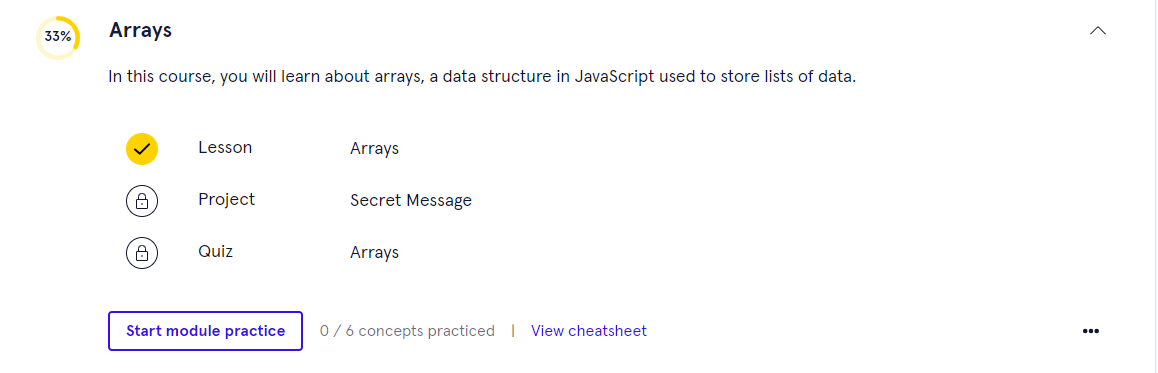 33% Arrays
In this course, you will learn about arrays, a data structure in JavaScript used to store lists of data.
Lesson Arrays
Project Secret Message
Quiz Arrays
Start module practice 0 / 6 concepts practiced | View cheatsheet